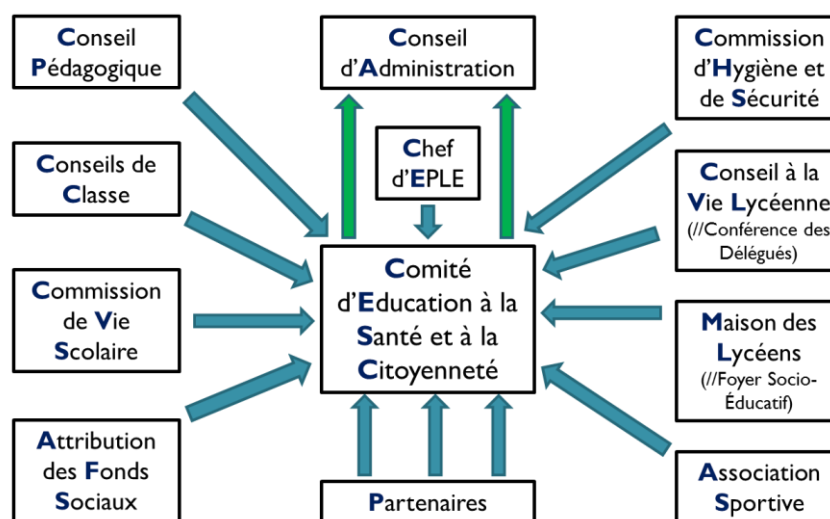 Conseil
Pédagogique
Conseil
d'Administration
Commission
d'Hygiène et
de Sécurité
Chef
d'EPLE
Conseils de
Classe
Conseil à la
Vie Lycéenne
(//Conférence des
Délégués)
Comité
d'Education à la
Santé et à la
Citoyenneté
Commission
de Vie
Scolaire
Maison des
Lycéens
(//Foyer Socio-
Éducatif)
Attribution
des Fonds
Sociaux
Partenaires
Association
Sportive